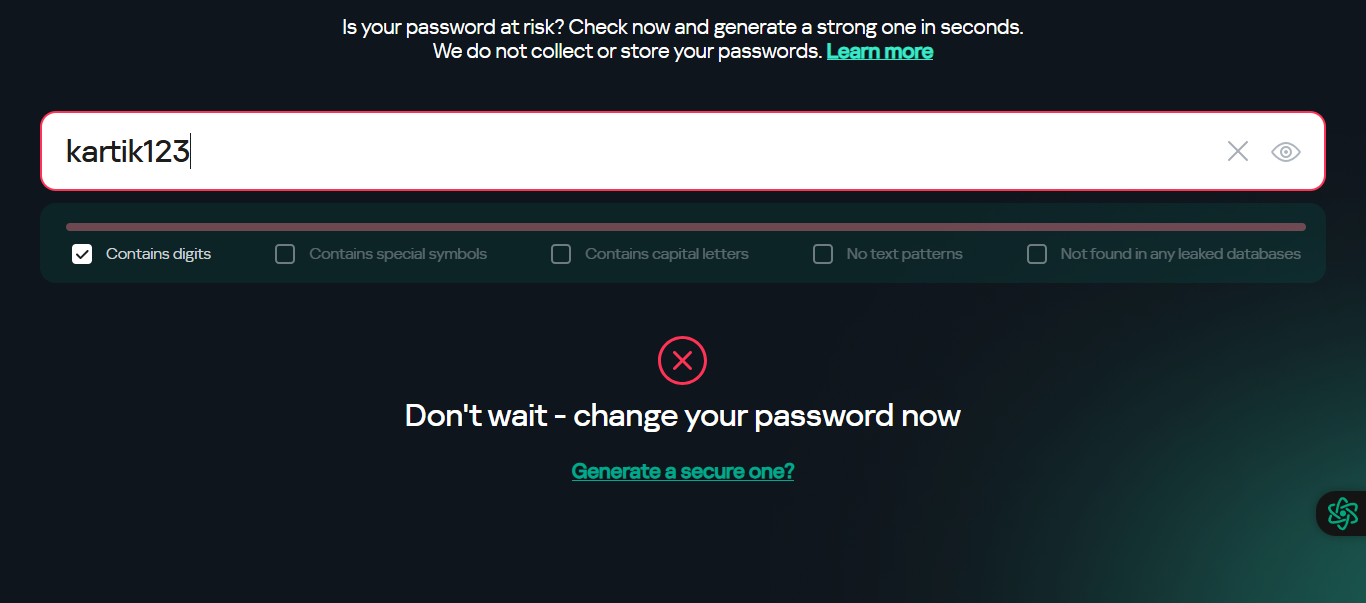 Is your password at risk? Check now and generate a strong one in seconds.
We do not collect or store your passwords. Learn more
kartik123
Contains digits
Contains special symbols
Contains capital letters
No text patterns
Not found in any leaked databases
Don't wait - change your password now
Generate a secure one?